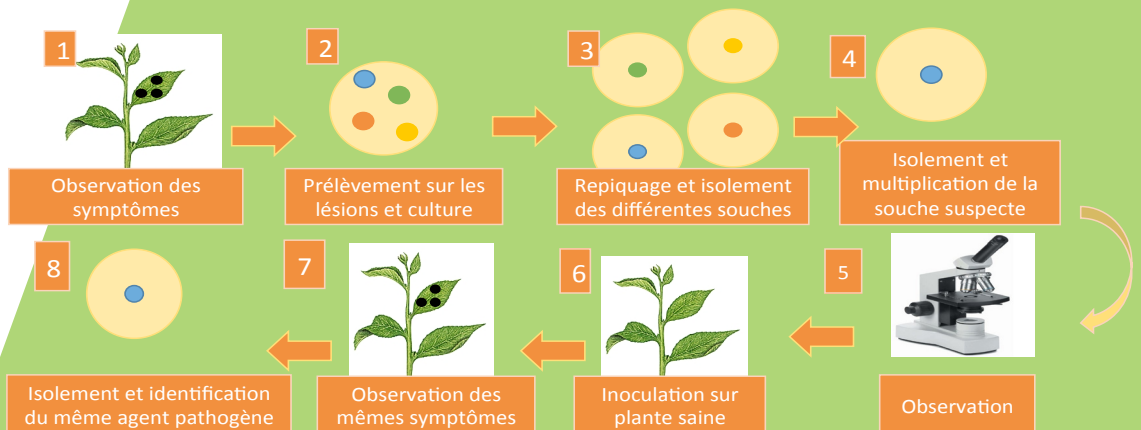 1
Observation des
symptômes
2
Prélèvement sur les
lésions et culture
3
Repiquage et isolement
des différentes souches
4
Isolement et
multiplication de la
souche suspecte
5
Observation
6
Inoculation sur
plante saine
7
Observation des
mêmes symptômes
8
Isolement et identification
du même agent pathogène